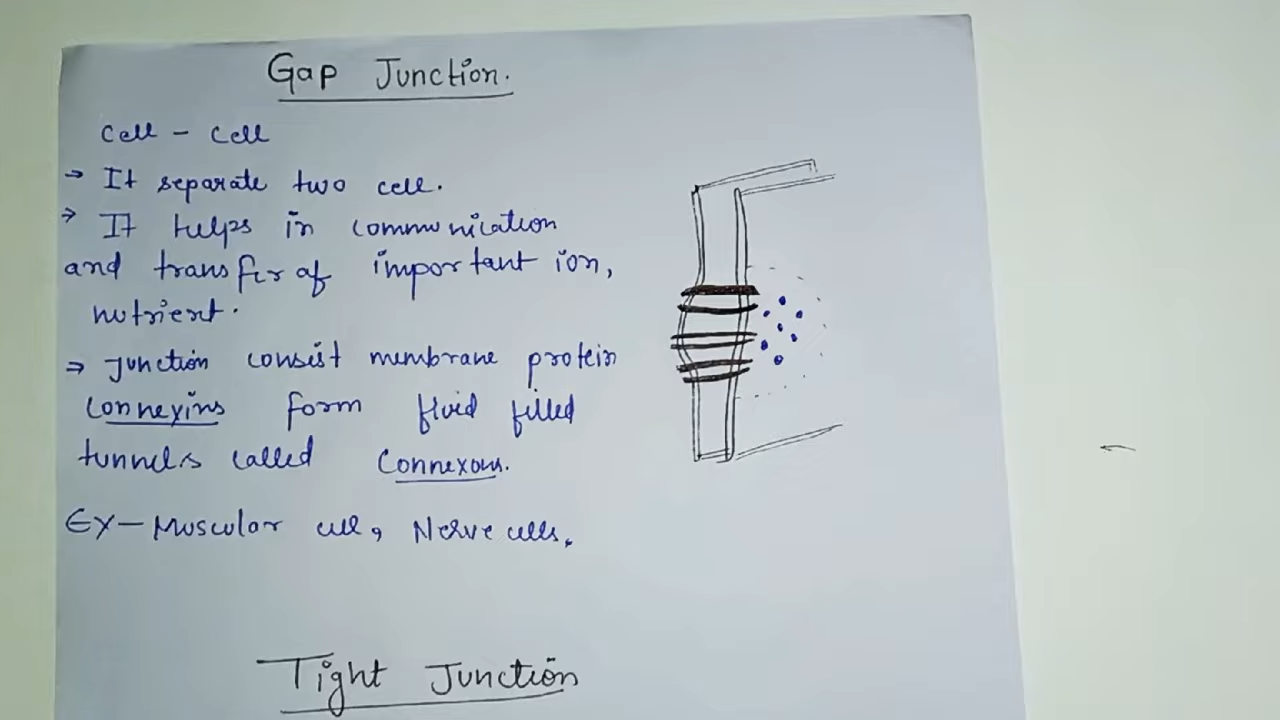 Gap Junction.
Cell - Cell
→ It separate two cell.
→ It helps in communication
and transfer of important ion,
nutrient.
⇒ Junction consist membrane protein
Connexins form fluid filled
tunnels called Connexous.
Ex- Muscular cell, Nerve cells.
Tight Junction